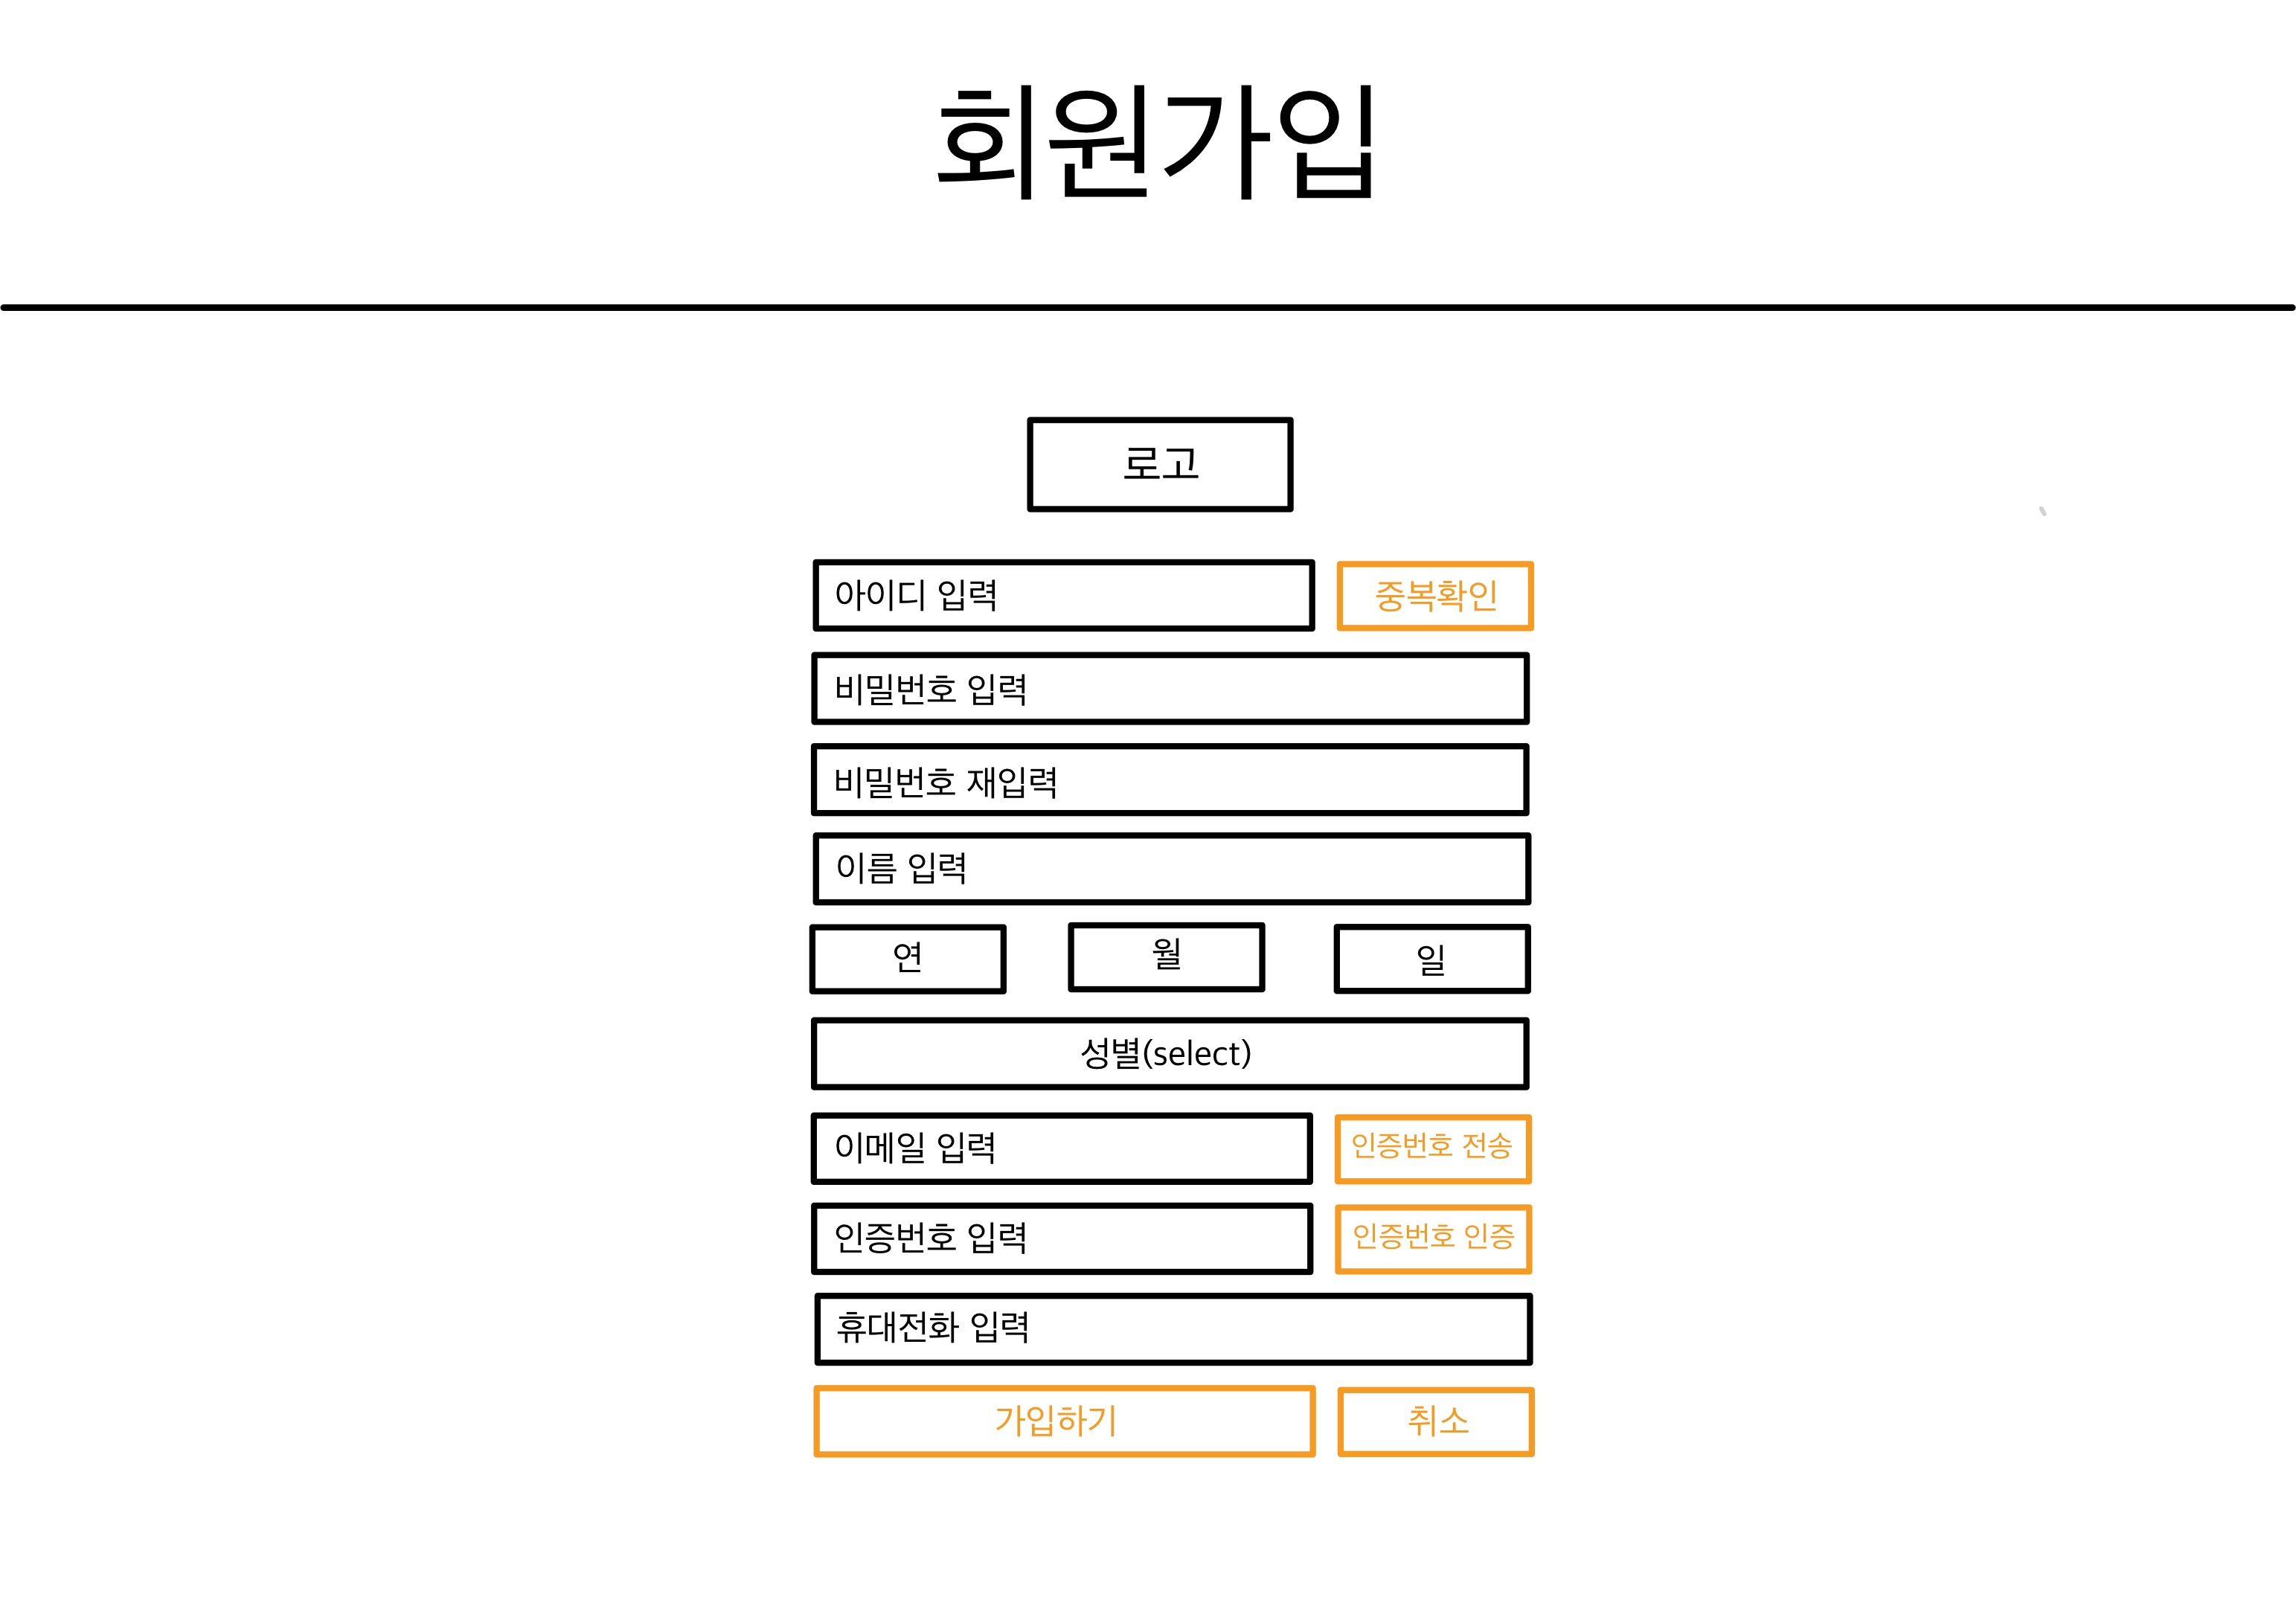 회원가입
로고
아이디 입력
중복확인
비밀번호 입력
비밀번호 재입력
이름 입력
연
월
일
성별(select)
이메일 입력
인증번호 전송
인증번호 입력
인증번호 인증
휴대전화 입력
가입하기
취소